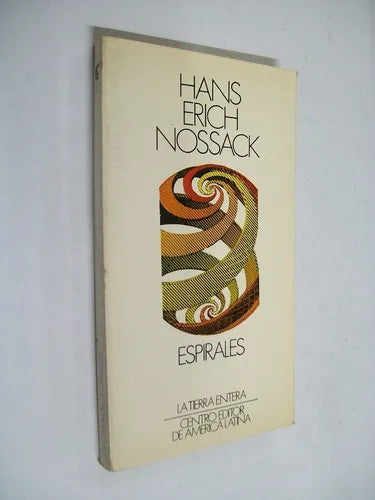 HANS
ERICH
NOSSACK
ESPIRALES
LA TIERRA ENTERA
CENTRO EDITOR
DE AMERICA LATINA